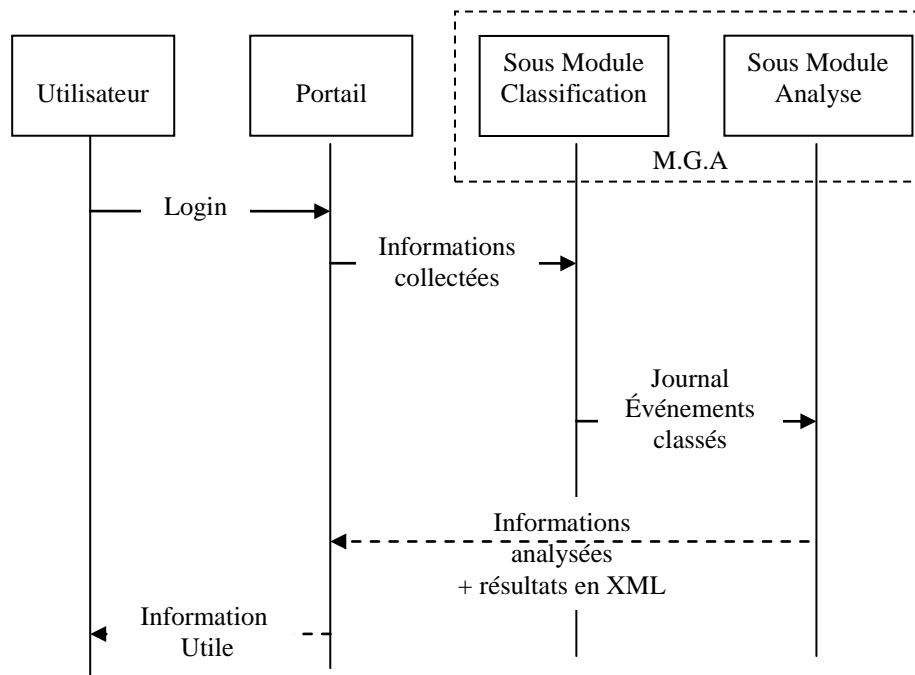 Utilisateur
Portail
Sous Module
Classification
Sous Module
Analyse
M.G.A
Login
Informations
collectées
Journal
Événements
classés
Informations
analysées
+ résultats en XML
Information
Utile